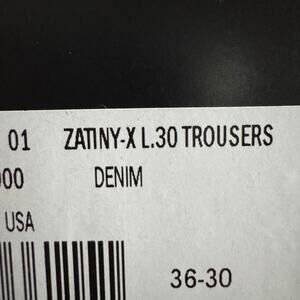 01 ZATINY-X L.30 TROUSERS
000 DENIM
USA
36-30